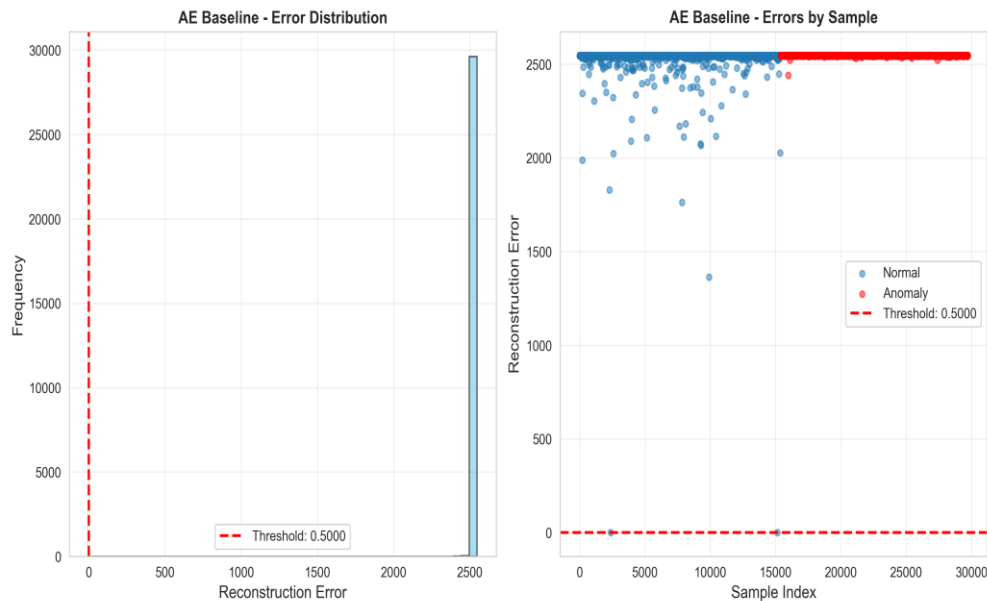 AE Baseline - Error Distribution
30000
25000
20000
15000
10000
5000
0
Frequency
0 500 1000 1500 2000 2500
Reconstruction Error
Threshold: 0.5000
AE Baseline - Errors by Sample
2500
2000
1500
1000
500
0
Reconstruction Error
0 5000 10000 15000 20000 25000 30000
Sample Index
Normal
Anomaly
Threshold: 0.5000